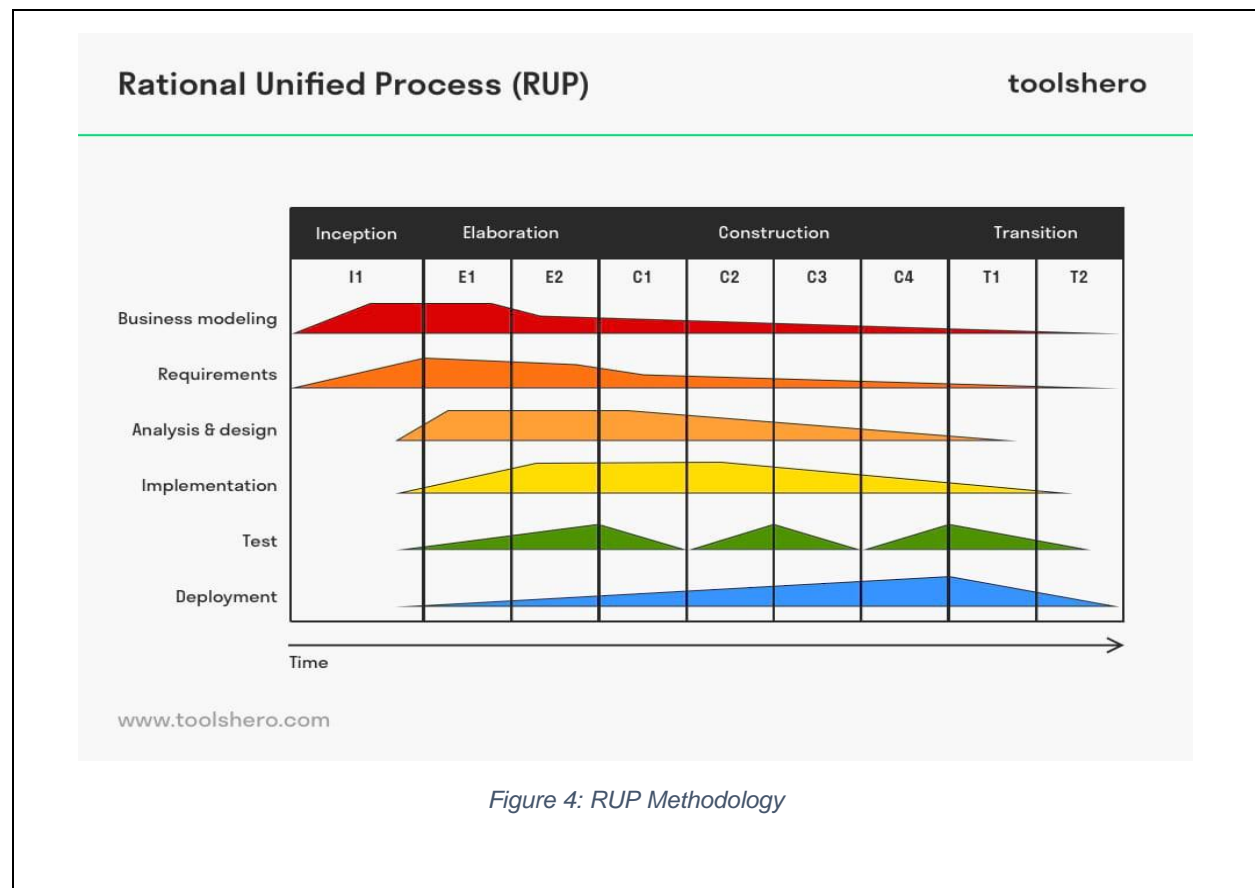 Rational Unified Process (RUP)
toolshero
Inception Elaboration Construction Transition
I1 E1 E2 C1 C2 C3 C4 T1 T2
Business modeling
Requirements
Analysis & design
Implementation
Test
Deployment
Time
www.toolshero.com
Figure 4: RUP Methodology